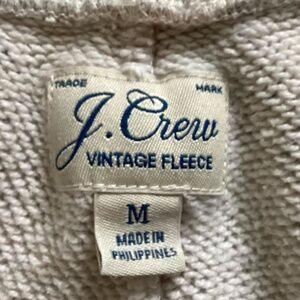 TRADE MARK
J. Crew
VINTAGE FLEECE
M
MADE IN
PHILIPPINES